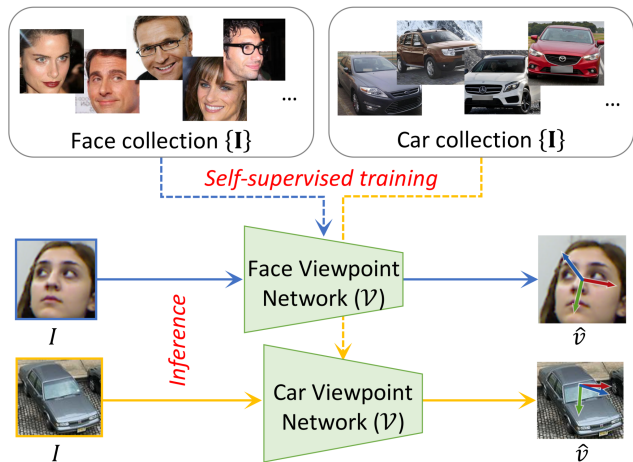 ...
...
Face collection {I}
Car collection {I}
Self-supervised training
Face Viewpoint
Network (𝒱)
I
v̂
Inference
Car Viewpoint
Network (𝒱)
I
v̂